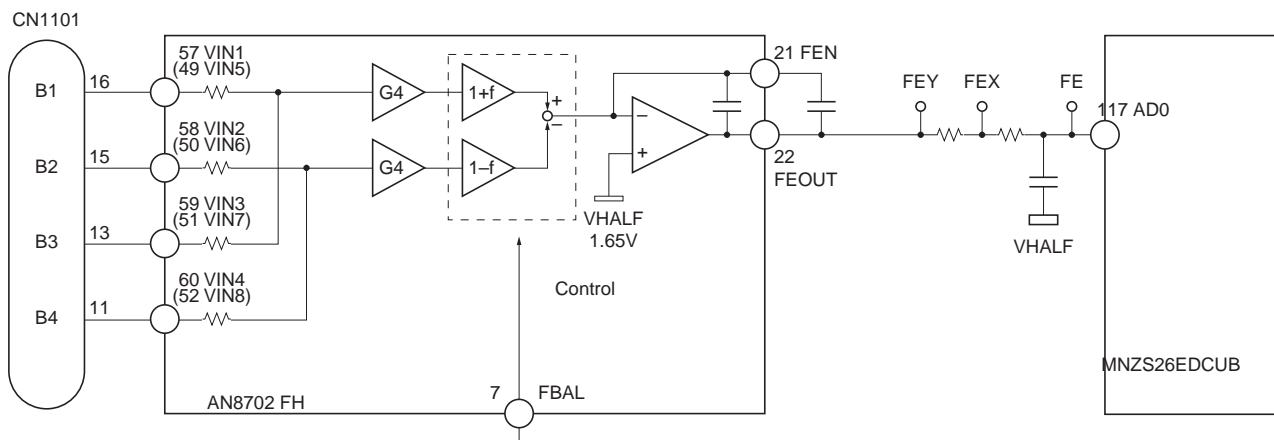 CN1101
B1
16
57 VIN1
(49 VIN5)
G4
1+f
+
−
−
+
21 FEN
FEY
FEX
FE
117 AD0
B2
15
58 VIN2
(50 VIN6)
G4
1–f
22
FEOUT
B3
13
59 VIN3
(51 VIN7)
VHALF
1.65V
VHALF
B4
11
60 VIN4
(52 VIN8)
Control
AN8702 FH
7
FBAL
MNZS26EDCUB